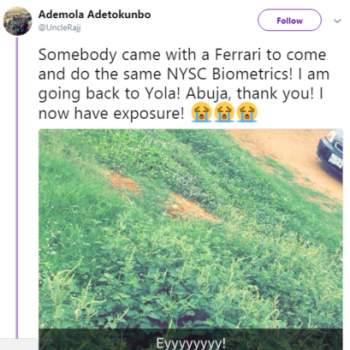 Ademola Adetokunbo
@UncleRajj
Follow
Somebody came with a Ferrari to come
and do the same NYSC Biometrics! I am
going back to Yola! Abuja, thank you! I
now have exposure! 😭😭😭
Eyyyyyyyy!